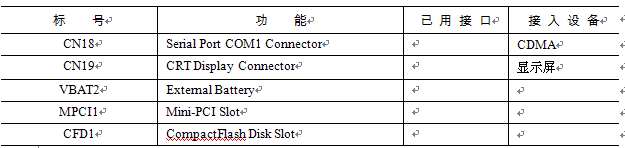 标 号 功 能 已 用 接 口 接 入 设 备
CN18 Serial Port COM1 Connector CDMA
CN19 CRT Display Connector 显示屏
VBAT2 External Battery
MPCI1 Mini-PCI Slot
CFD1 CompactFlash Disk Slot